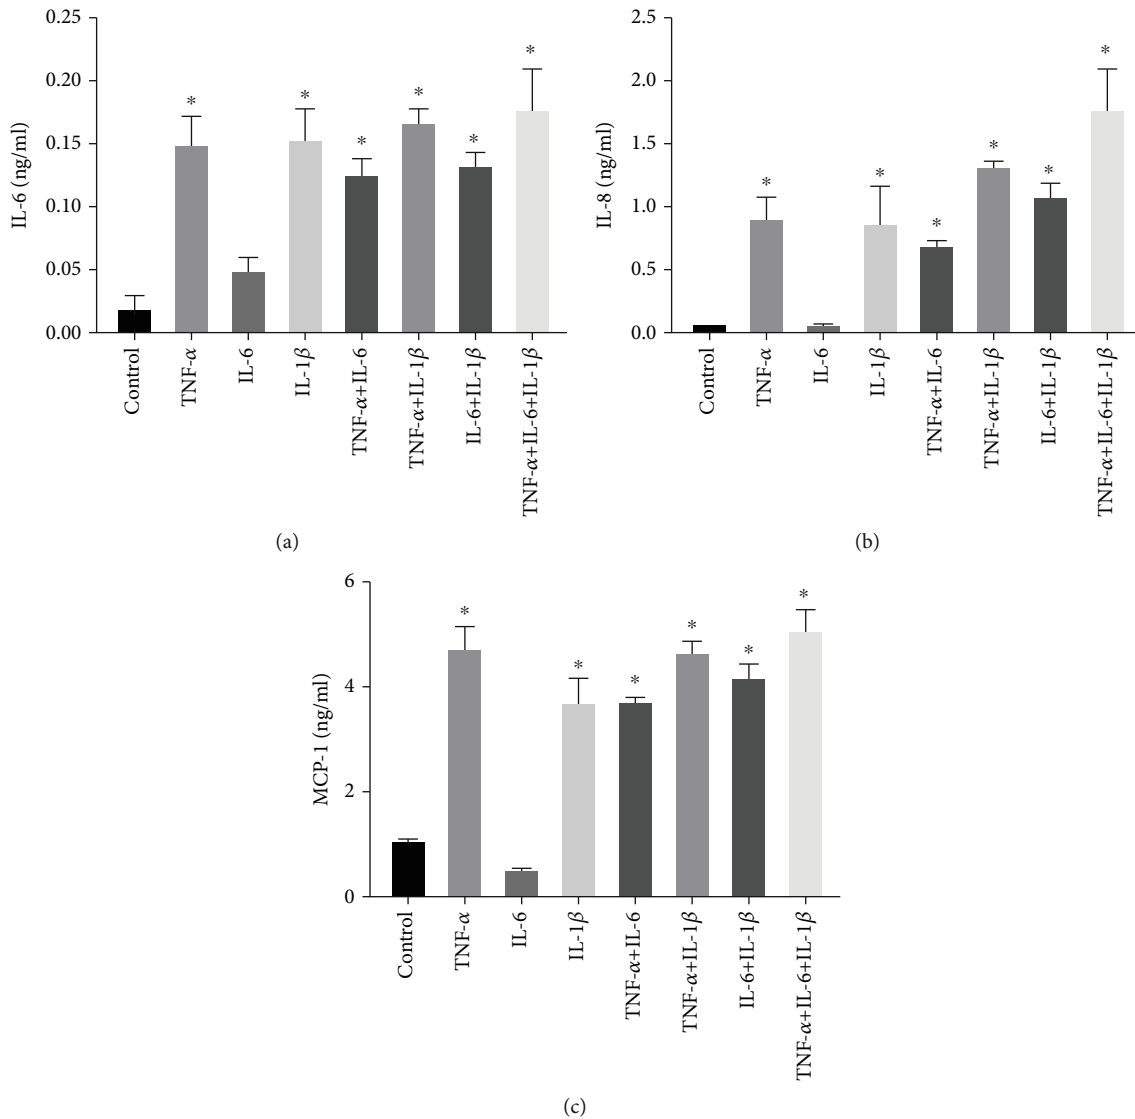 0.25
0.20
0.15
0.10
0.05
0.00
IL-6 (ng/ml)
* * * * * *
Control
TNF-α
IL-6
IL-1β
TNF-α+IL-6
TNF-α+IL-1β
IL-6+IL-1β
TNF-α+IL-6+IL-1β
(a)
2.5
2.0
1.5
1.0
0.5
0.0
IL-8 (ng/ml)
* * * * * *
Control
TNF-α
IL-6
IL-1β
TNF-α+IL-6
TNF-α+IL-1β
IL-6+IL-1β
TNF-α+IL-6+IL-1β
(b)
6
4
2
0
MCP-1 (ng/ml)
* * * * * *
Control
TNF-α
IL-6
IL-1β
TNF-α+IL-6
TNF-α+IL-1β
IL-6+IL-1β
TNF-α+IL-6+IL-1β
(c)